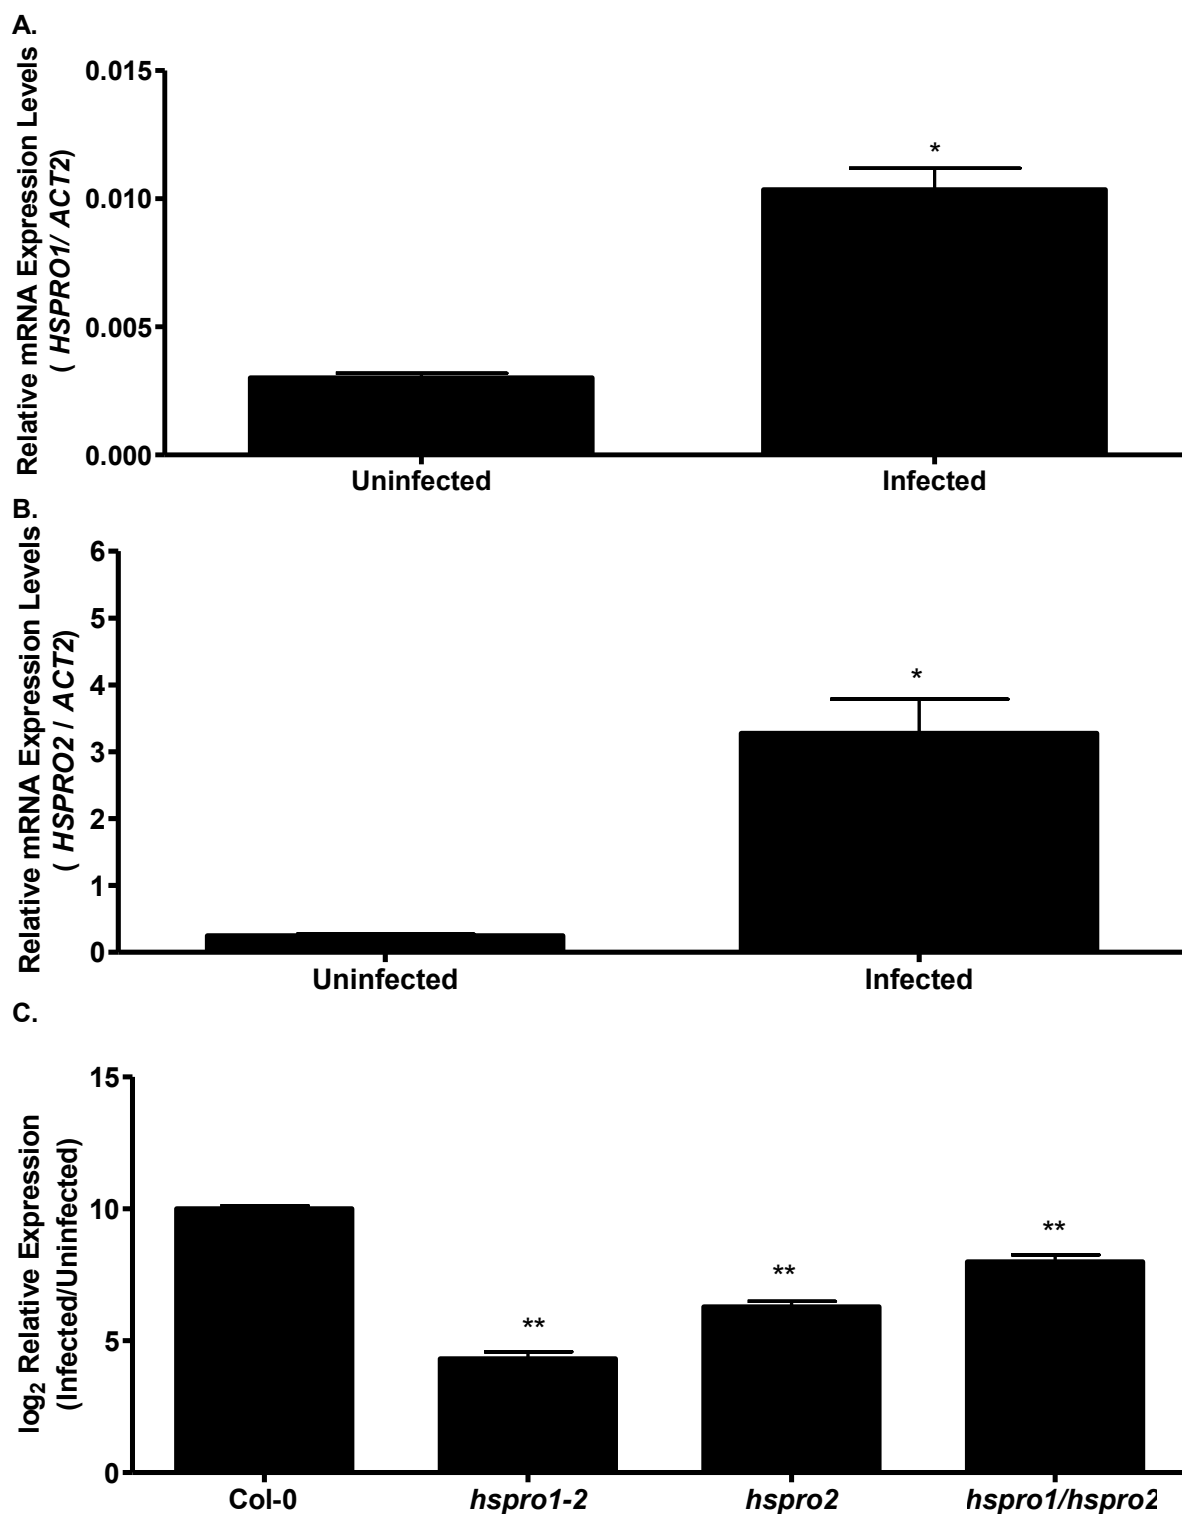 A.
Relative mRNA Expression Levels
( HSPRO1/ ACT2)
0.015
0.010
0.005
0.000
*
Uninfected
Infected
B.
Relative mRNA Expression Levels
( HSPRO2 / ACT2)
6
5
4
3
2
1
0
*
Uninfected
Infected
C.
log2 Relative Expression
(Infected/Uninfected)
15
10
5
0
**
**
**
Col-0
hspro1-2
hspro2
hspro1/hspro2